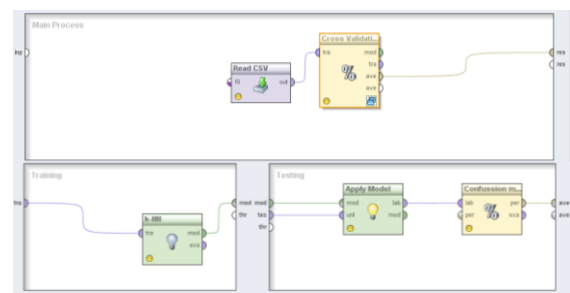 Main Process
Cross Validati...
inp
tra
mod
tra
ave
ave
res
res
Read CSV
fil
out
Training
tra
k-NN
tra
mod
exa
mod
thr
Testing
mod
tes
thr
Apply Model
mod
lab
unl
mod
Confussion m...
lab
per
per
exa
ave
ave